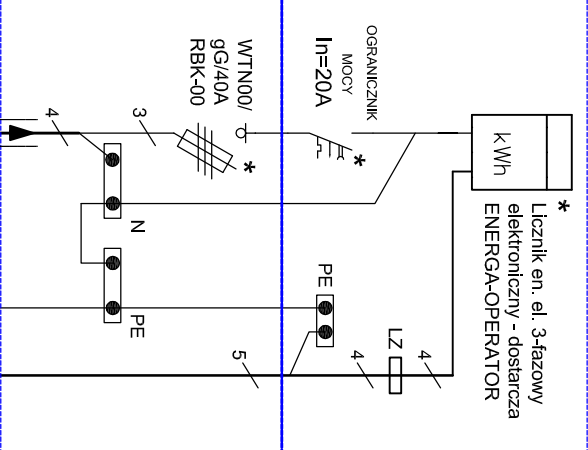 OGRANICZNIK
MOCY
In=20A
WTN00/
gG/40A
RBK-00
*
*
kWh
*
Licznik en. el. 3-fazowy
elektroniczny - dostarcza
ENERGA-OPERATOR
4
3
N
PE
PE
LZ
5
4
4